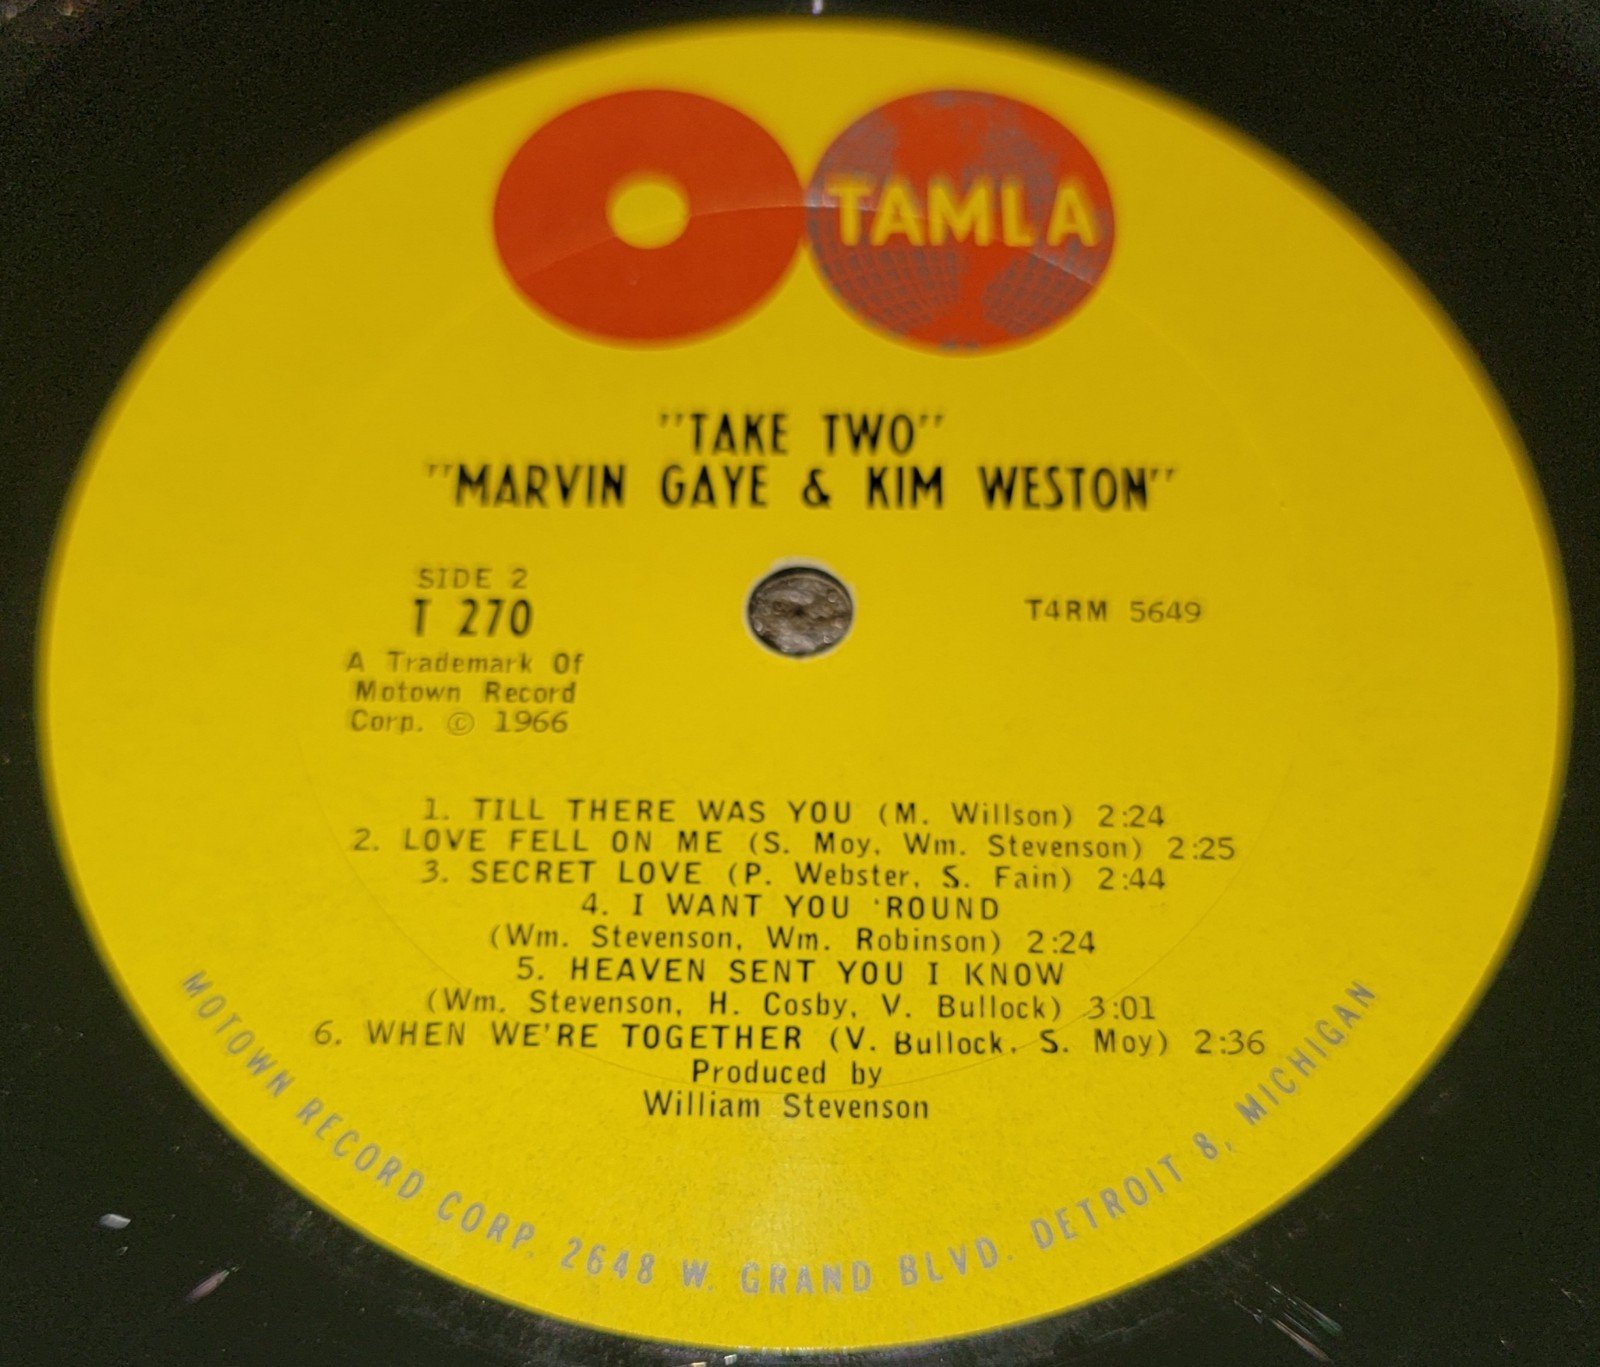 TAMLA
"TAKE TWO"
"MARVIN GAYE & KIM WESTON"
SIDE 2
T 270
T4RM 5649
A Trademark Of
Motown Record
Corp. © 1966
1. TILL THERE WAS YOU (M. Willson) 2:24
2. LOVE FELL ON ME (S. Moy, Wm. Stevenson) 2:25
3. SECRET LOVE (P. Webster, S. Fain) 2:44
4. I WANT YOU 'ROUND
(Wm. Stevenson, Wm. Robinson) 2:24
5. HEAVEN SENT YOU I KNOW
(Wm. Stevenson, H. Cosby, V. Bullock) 3:01
6. WHEN WE'RE TOGETHER (V. Bullock, S. Moy) 2:36
Produced by
William Stevenson
MOTOWN RECORD CORP. 2648 W. GRAND BLVD. DETROIT 8, MICHIGAN